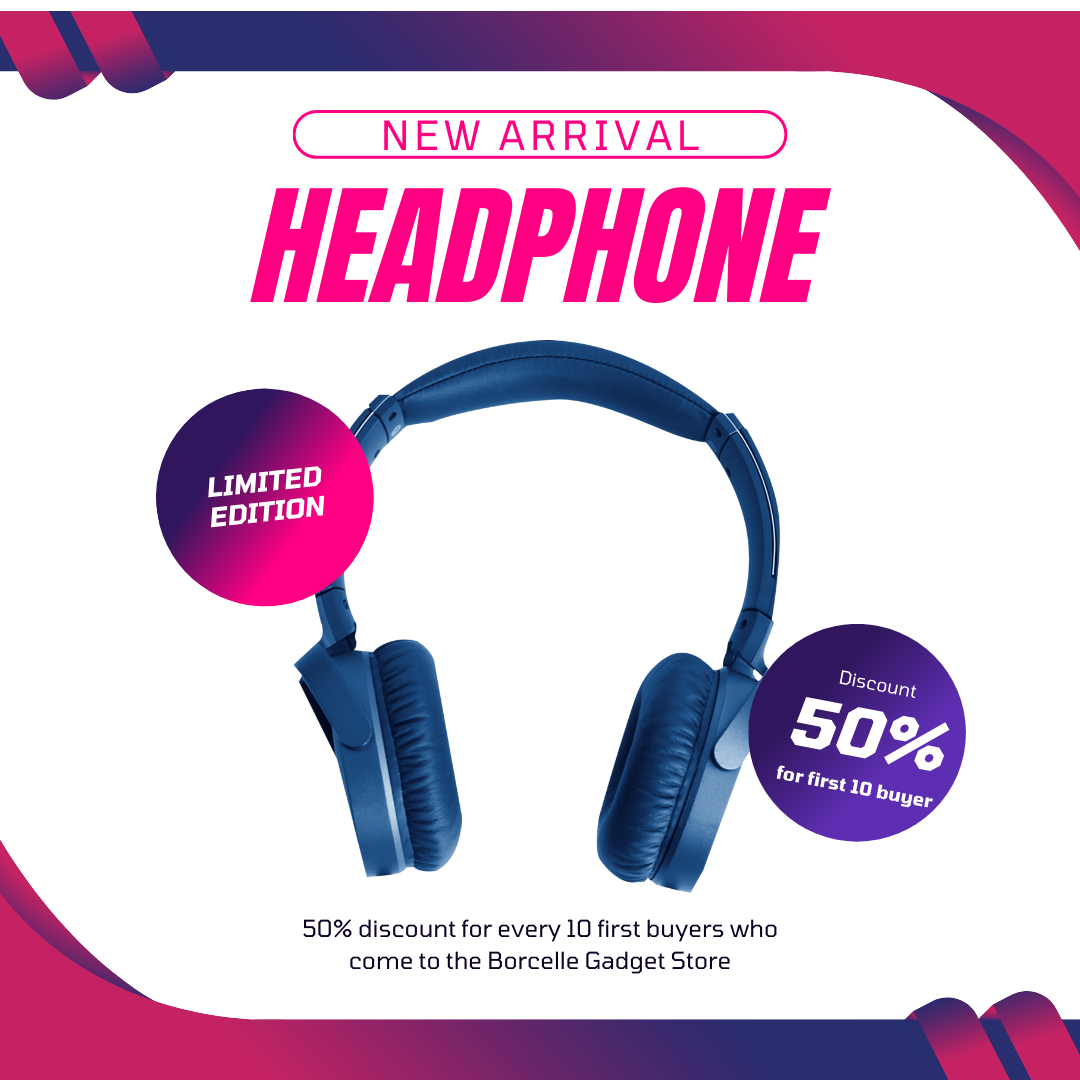 NEW ARRIVAL
HEADPHONE
LIMITED
EDITION
Discount
50%
for first 10 buyer
50% discount for every 10 first buyers who
come to the Borcelle Gadget Store